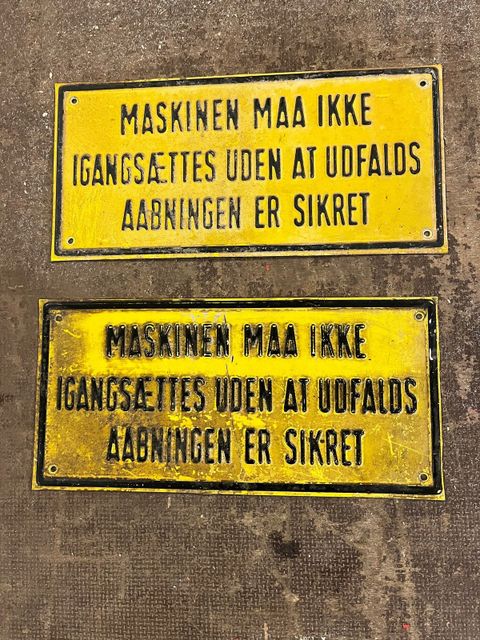 MASKINEN MAA IKKE
IGANGSÆTTES UDEN AT UDFALDS
AABNINGEN ER SIKRET
MASKINEN MAA IKKE
IGANGSÆTTES UDEN AT UDFALDS
AABNINGEN ER SIKRET